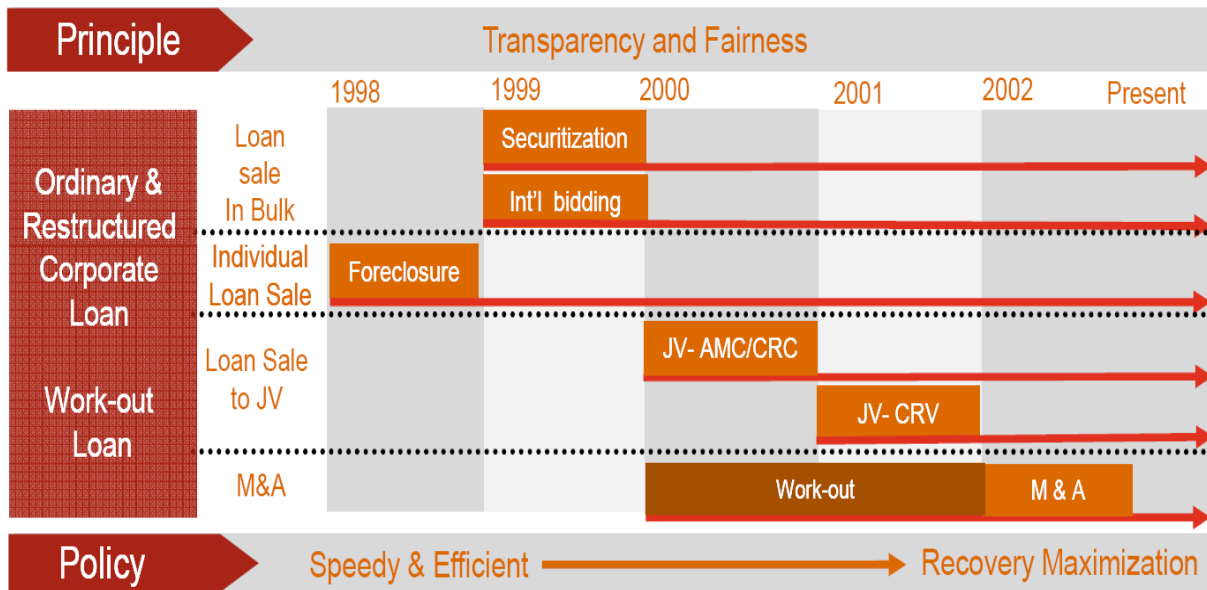 Principle
Transparency and Fairness
1998
1999
2000
2001
2002
Present
Ordinary &
Restructured
Corporate
Loan
Work-out
Loan
Loan
sale
In Bulk
Securitization
Int'l bidding
Individual
Loan Sale
Foreclosure
Loan Sale
to JV
JV- AMC/CRC
JV- CRV
M&A
Work-out
M & A
Policy
Speedy & Efficient
Recovery Maximization